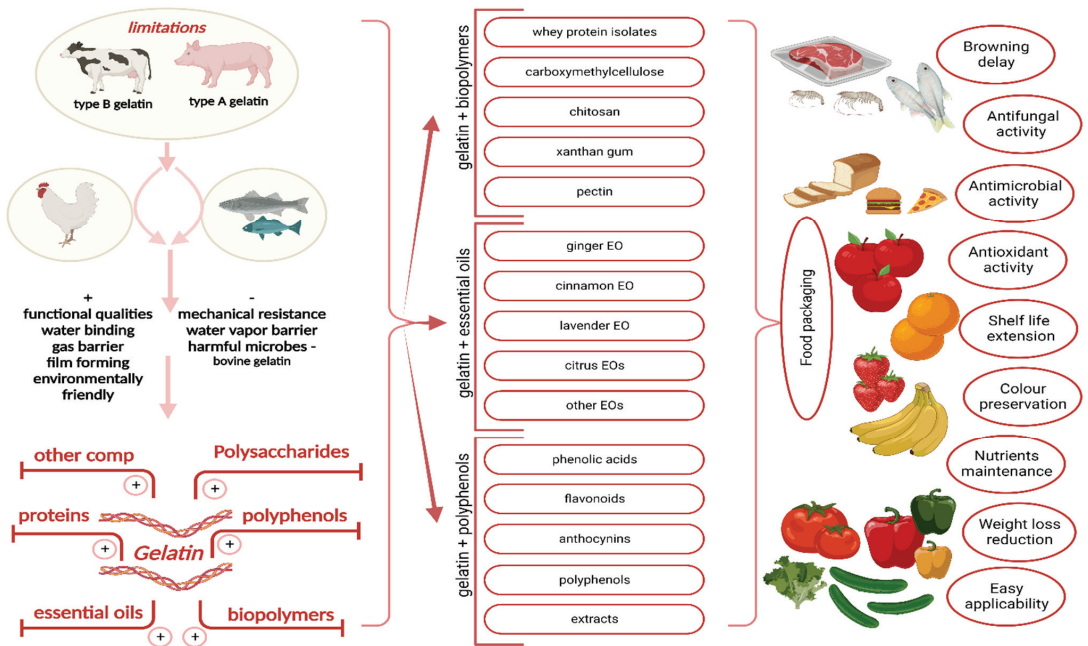 limitations
type B gelatin
type A gelatin
+
functional qualities
water binding
gas barrier
film forming
environmentally
friendly
-
mechanical resistance
water vapor barrier
harmful microbes -
bovine gelatin
other comp
+
Polysaccharides
+
proteins
+
polyphenols
+
Gelatin
essential oils
+
biopolymers
+
gelatin + biopolymers
whey protein isolates
carboxymethylcellulose
chitosan
xanthan gum
pectin
gelatin + essential oils
ginger EO
cinnamon EO
lavender EO
citrus EOs
other EOs
gelatin + polyphenols
phenolic acids
flavonoids
anthocynins
polyphenols
extracts
Food packaging
Browning
delay
Antifungal
activity
Antimicrobial
activity
Antioxidant
activity
Shelf life
extension
Colour
preservation
Nutrients
maintenance
Weight loss
reduction
Easy
applicability